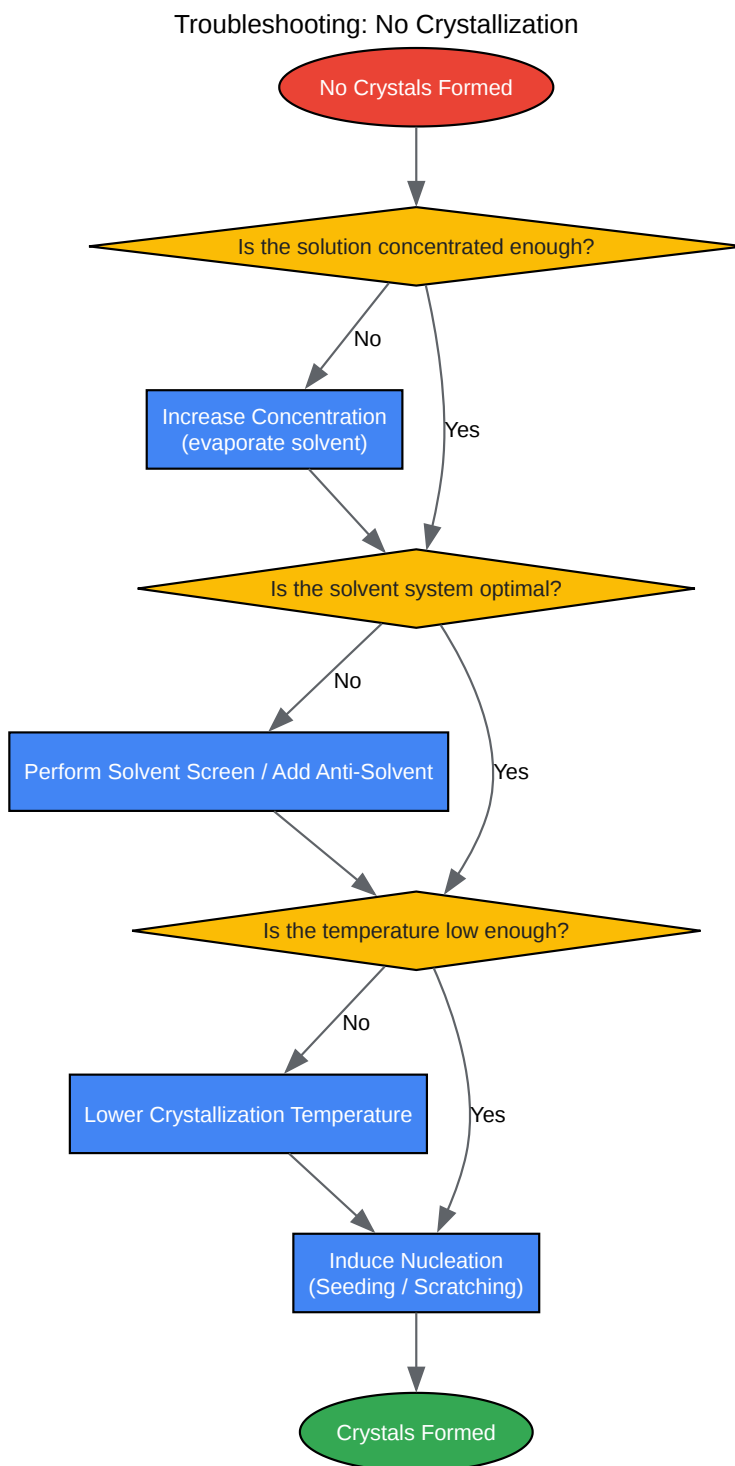 Troubleshooting: No Crystallization
No Crystals Formed
Is the solution concentrated enough?
No
Increase Concentration
(evaporate solvent)
Yes
Is the solvent system optimal?
No
Perform Solvent Screen / Add Anti-Solvent
Yes
Is the temperature low enough?
No
Lower Crystallization Temperature
Yes
Induce Nucleation
(Seeding / Scratching)
Crystals Formed